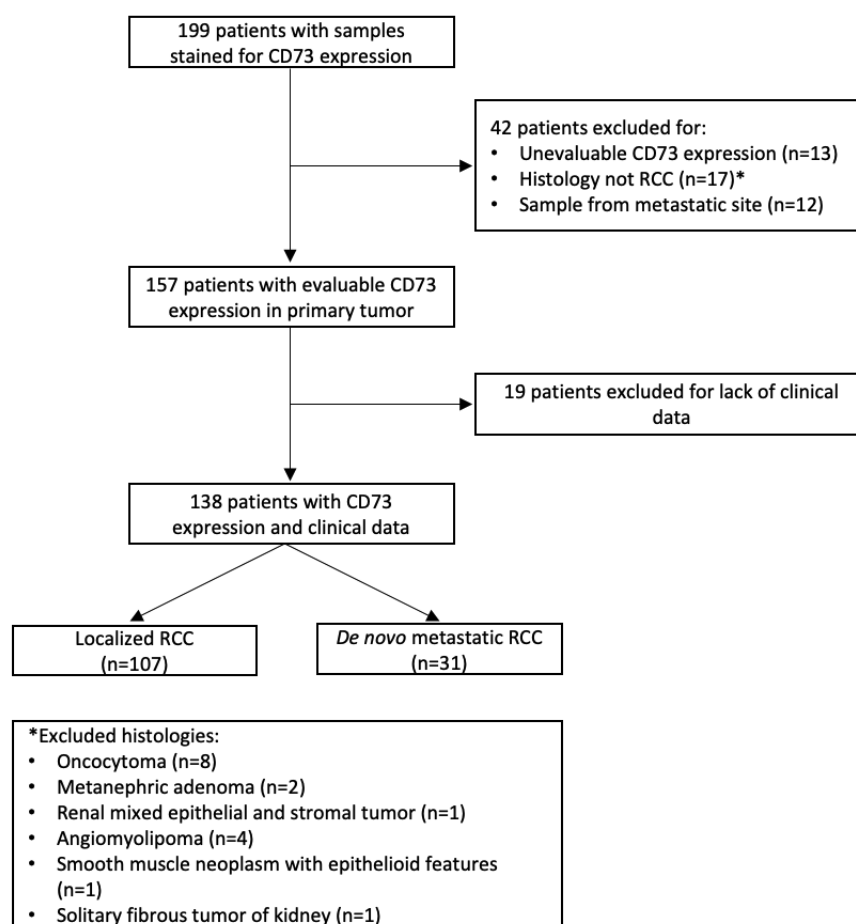 199 patients with samples
stained for CD73 expression
42 patients excluded for:
• Unevaluable CD73 expression (n=13)
• Histology not RCC (n=17)*
• Sample from metastatic site (n=12)
157 patients with evaluable CD73
expression in primary tumor
19 patients excluded for lack of clinical
data
138 patients with CD73
expression and clinical data
Localized RCC
(n=107)
De novo metastatic RCC
(n=31)
*Excluded histologies:
• Oncocytoma (n=8)
• Metanephric adenoma (n=2)
• Renal mixed epithelial and stromal tumor (n=1)
• Angiomyolipoma (n=4)
• Smooth muscle neoplasm with epithelioid features
(n=1)
• Solitary fibrous tumor of kidney (n=1)